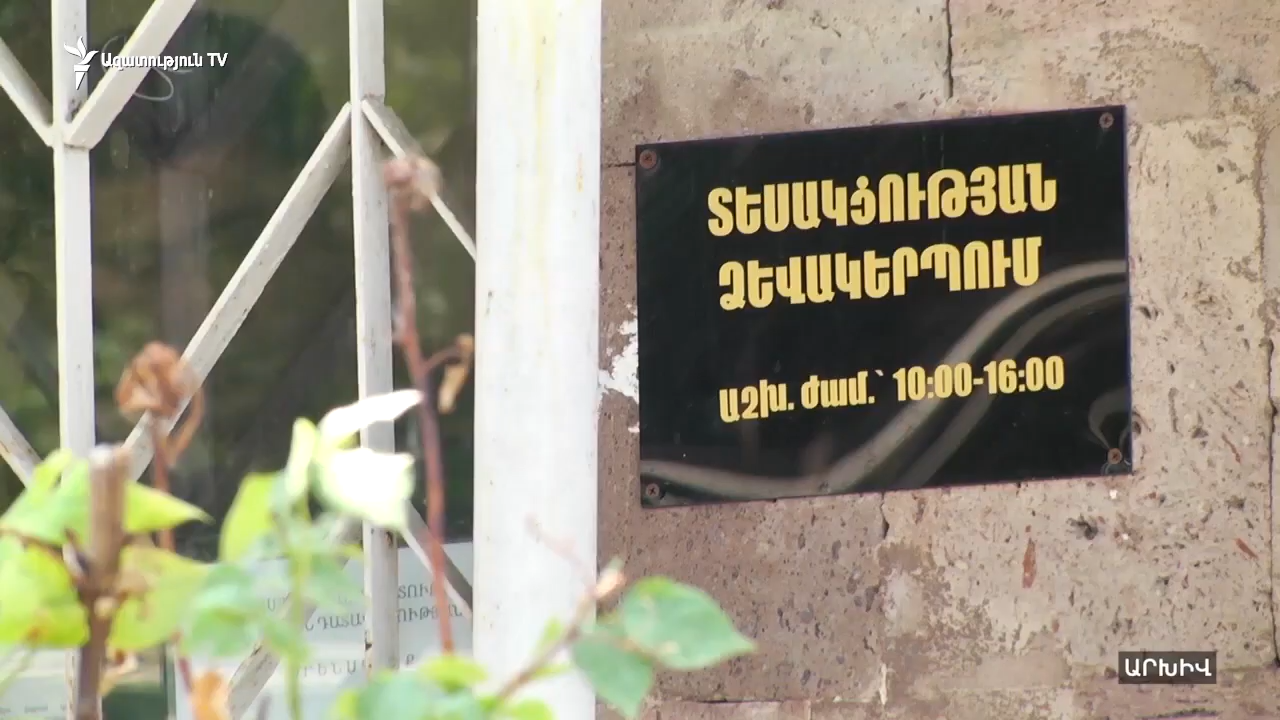 Ազատություն TV
ՏԵՍԱԿՑՈՒԹՅԱՆ
ՁԵՎԱԿԵՐՊՈՒՄ
ԱՇԽ. ԺԱՄ.՝ 10:00-16:00
ԱՐԽԻՎ